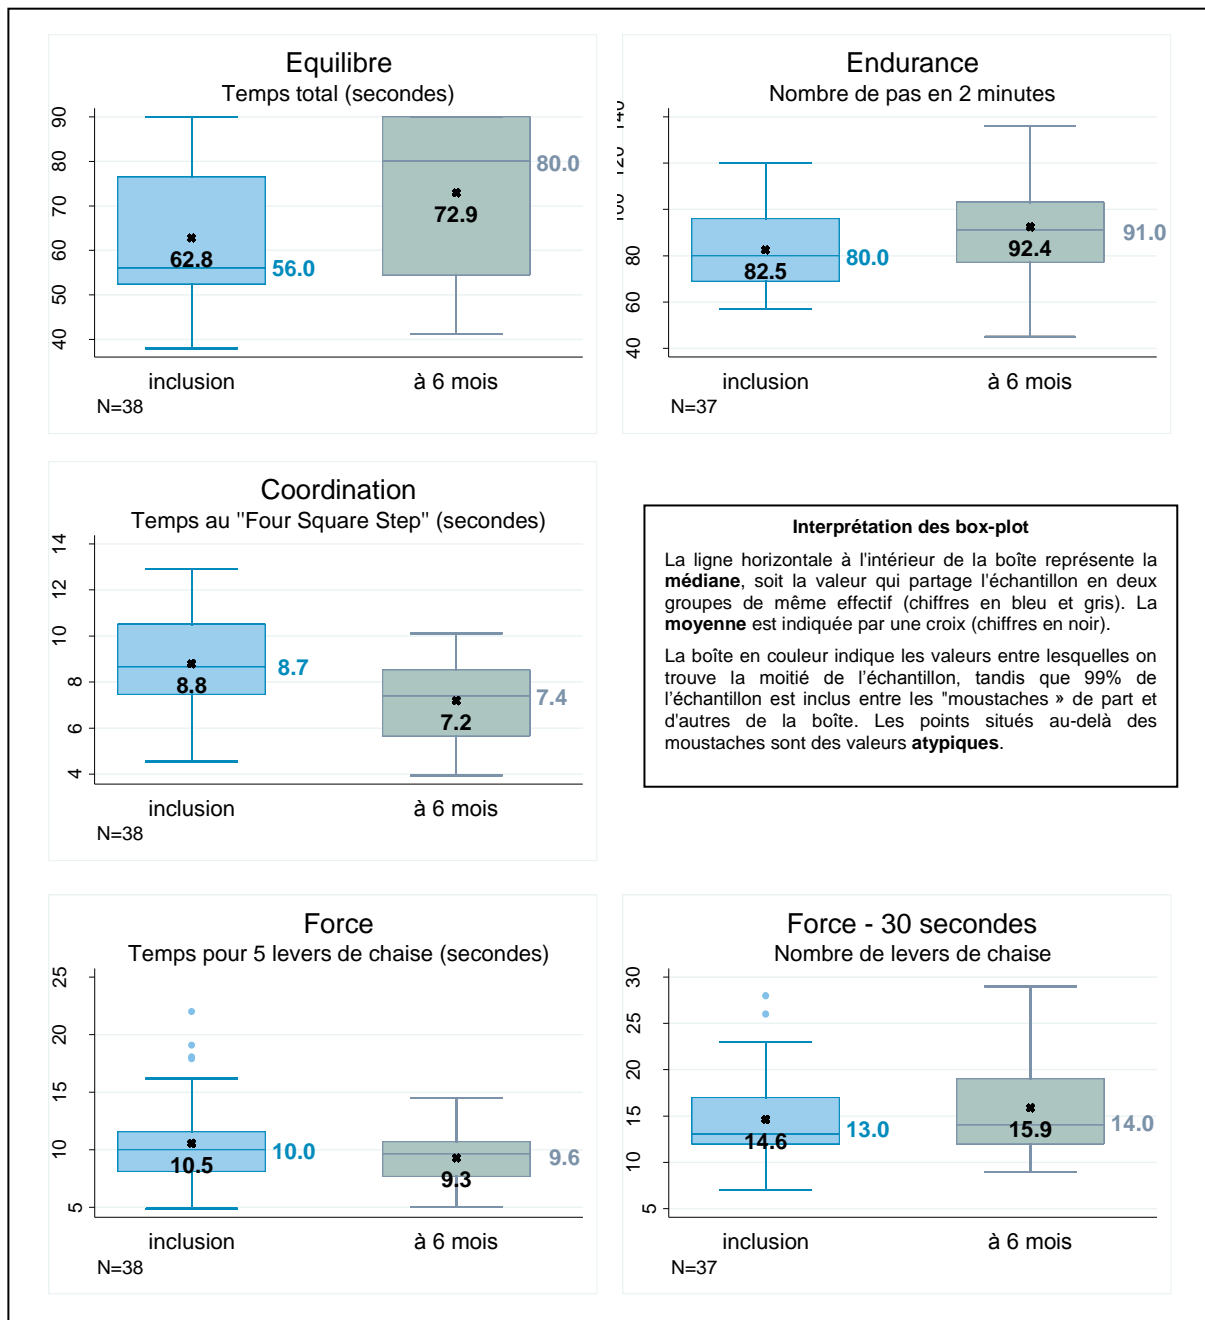 Equilibre
Temps total (secondes)
90
80
70
60
50
40
62.8
56.0
72.9
80.0
inclusion
à 6 mois
N=38
Endurance
Nombre de pas en 2 minutes
140
120
100
80
60
40
82.5
80.0
92.4
91.0
inclusion
à 6 mois
N=37
Coordination
Temps au "Four Square Step" (secondes)
14
12
10
8
6
4
8.8
8.7
7.2
7.4
inclusion
à 6 mois
N=38
Interprétation des box-plot
La ligne horizontale à l'intérieur de la boîte représente la
médiane, soit la valeur qui partage l'échantillon en deux
groupes de même effectif (chiffres en bleu et gris). La
moyenne est indiquée par une croix (chiffres en noir).
La boîte en couleur indique les valeurs entre lesquelles on
trouve la moitié de l'échantillon, tandis que 99% de
l'échantillon est inclus entre les "moustaches » de part et
d'autres de la boîte. Les points situés au-delà des
moustaches sont des valeurs atypiques.
Force
Temps pour 5 levers de chaise (secondes)
25
20
15
10
5
10.5
10.0
9.3
9.6
inclusion
à 6 mois
N=38
Force - 30 secondes
Nombre de levers de chaise
30
25
20
15
10
5
14.6
13.0
15.9
14.0
inclusion
à 6 mois
N=37